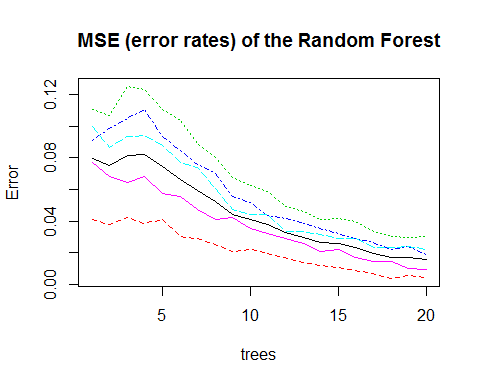 MSE (error rates) of the Random Forest
0.12
0.08
0.04
0.00
Error
5 10 15 20
trees